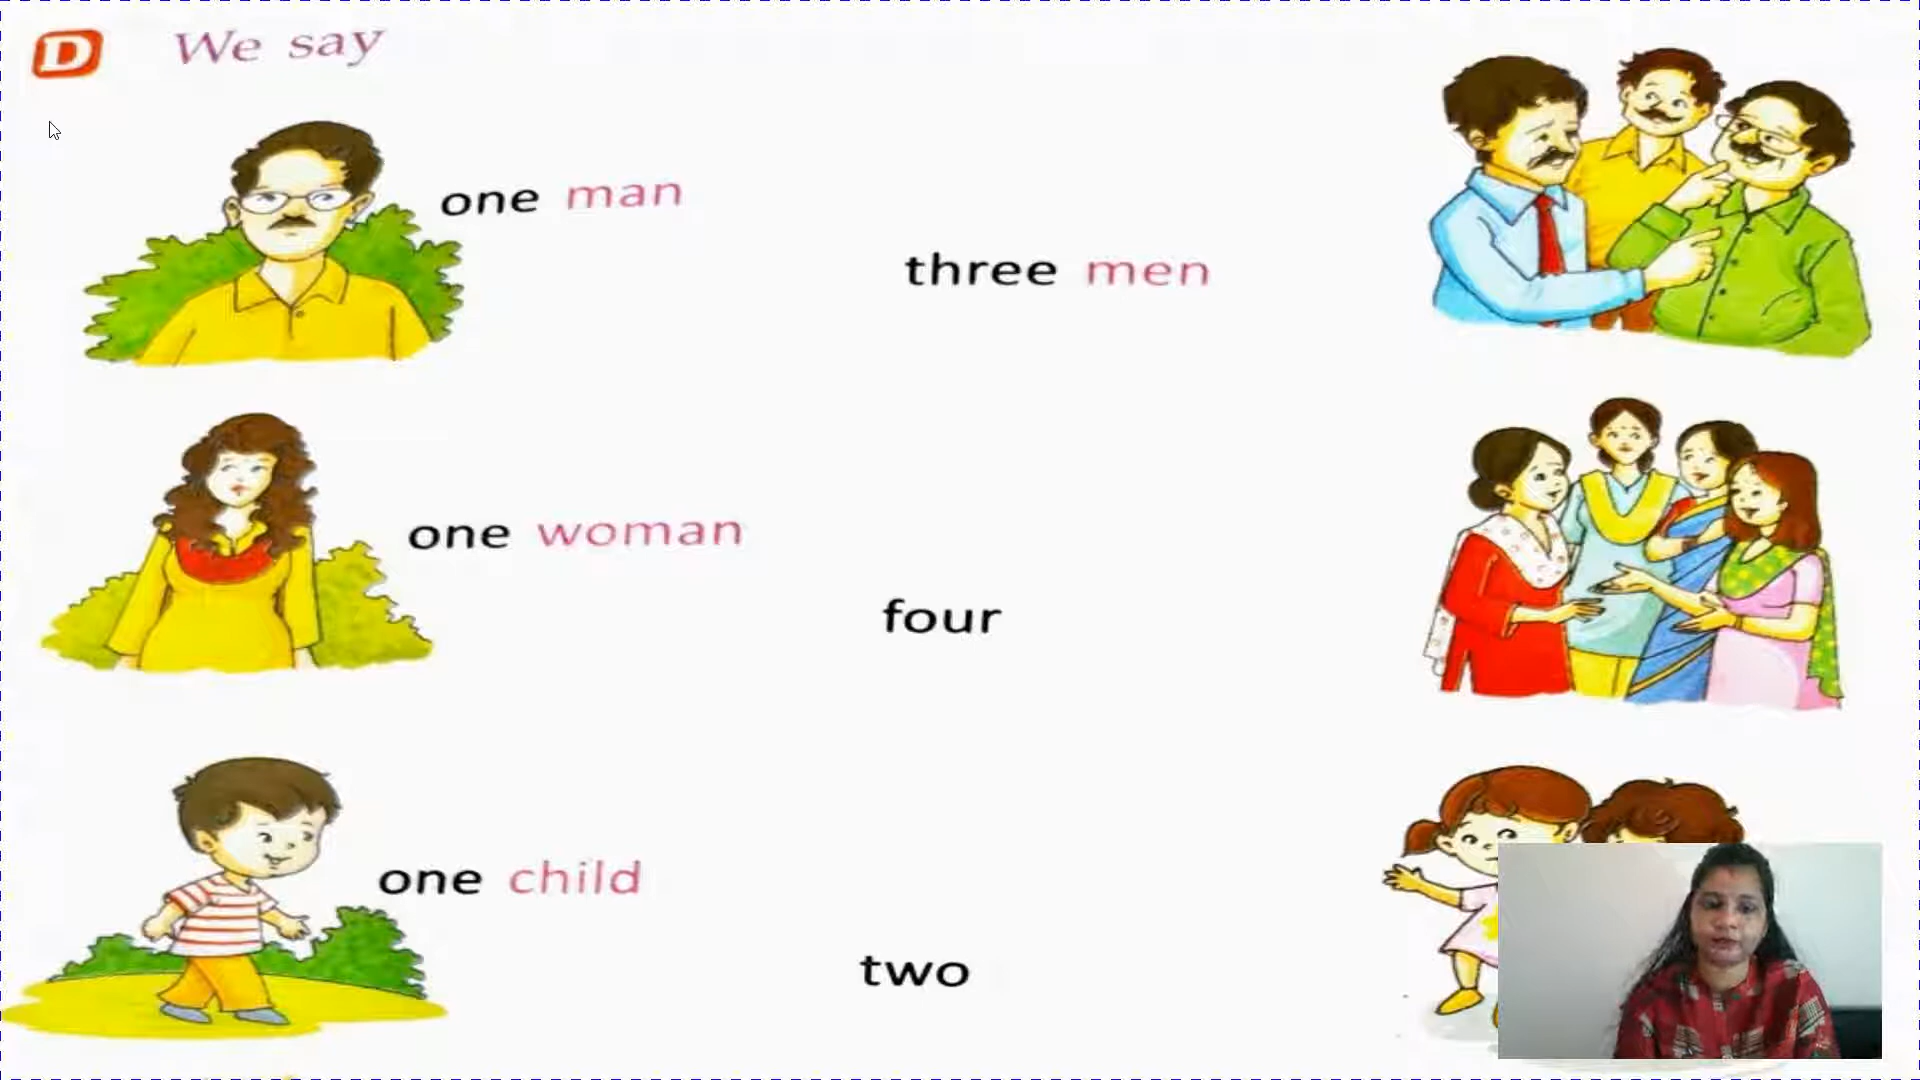 D We say
one man
three men
one woman
four
one child
two